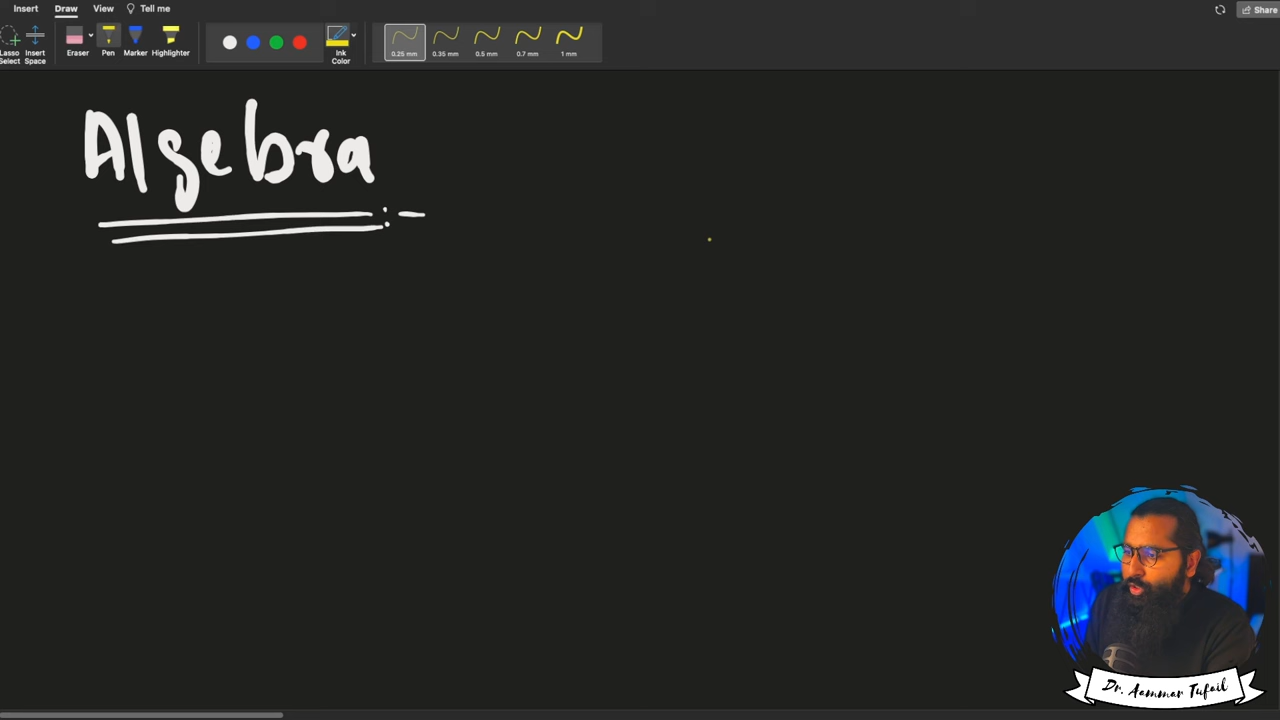 Insert Draw View Tell me
Share
Lasso Select
Insert Space
Eraser
Pen
Marker
Highlighter
Ink Color
0.25 mm
0.35 mm
0.5 mm
0.7 mm
1 mm
Algebra :-
Dr. Aammar Tufail